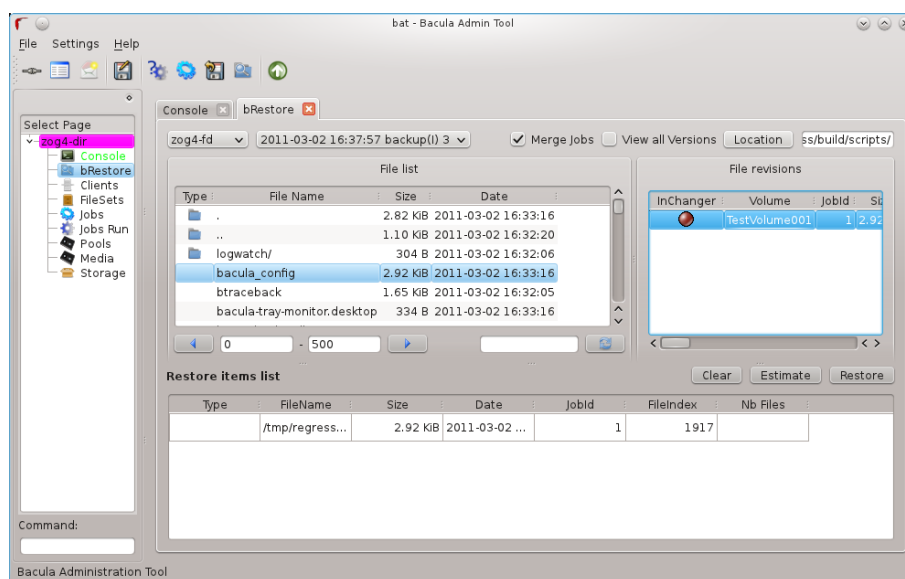 bat - Bacula Admin Tool
File Settings Help
Select Page
zog4-dir
Console
bRestore
Clients
FileSets
Jobs
Jobs Run
Pools
Media
Storage
Command:
Console bRestore
zog4-fd 2011-03-02 16:37:57 backup(I) 3 Merge Jobs View all Versions Location ss/build/scripts/
File list
Type File Name Size Date
. 2.82 KiB 2011-03-02 16:33:16
.. 1.10 KiB 2011-03-02 16:32:20
logwatch/ 304 B 2011-03-02 16:32:06
bacula_config 2.92 KiB 2011-03-02 16:33:16
btraceback 1.65 KiB 2011-03-02 16:32:05
bacula-tray-monitor.desktop 334 B 2011-03-02 16:33:16
0 - 500
File revisions
InChanger Volume JobId Siz
TestVolume001 1 2.92
Restore items list Clear Estimate Restore
Type FileName Size Date JobId FileIndex Nb Files
/tmp/regress... 2.92 KiB 2011-03-02 ... 1 1917
Bacula Administration Tool